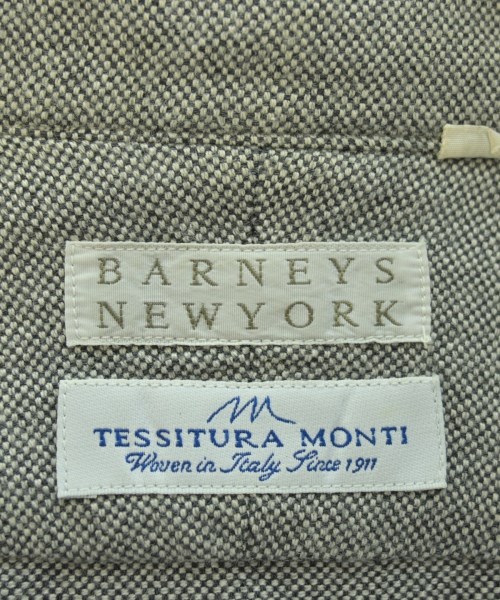 BARNEYS
NEWYORK
TESSITURA MONTI
Woven in Italy Since 1911